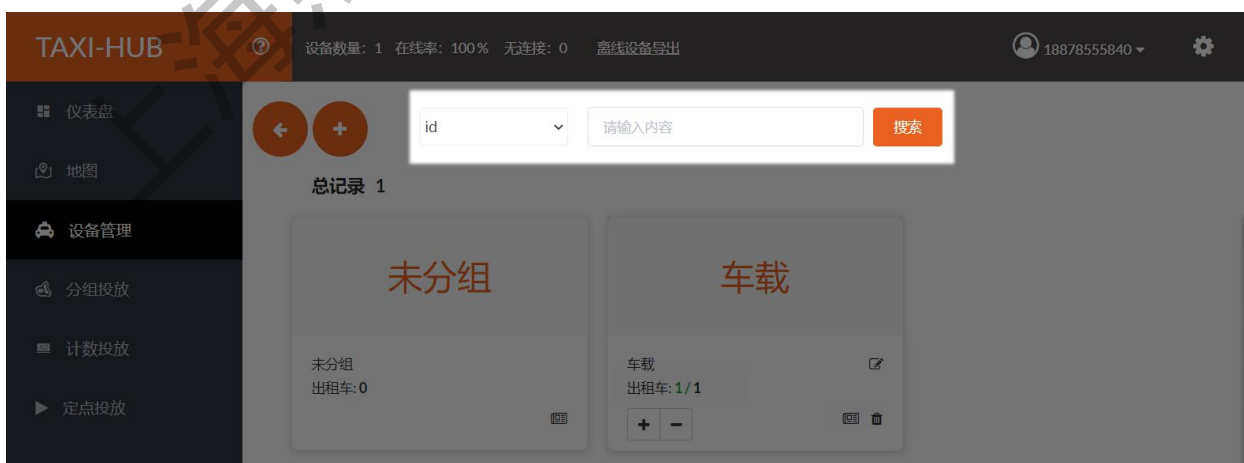 上海
TAXI-HUB
设备数量: 1 在线率: 100% 无连接: 0 离线设备导出
18878555840
仪表盘
id
请输入内容
搜索
地图
总记录 1
设备管理
未分组
车载
分组投放
计数投放
未分组
出租车: 0
车载
出租车: 1 / 1
定点投放